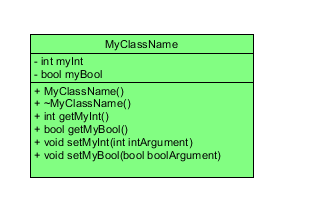 MyClassName
- int myInt
- bool myBool
+ MyClassName()
+ ~MyClassName()
+ int getMyInt()
+ bool getMyBool()
+ void setMyInt(int intArgument)
+ void setMyBool(bool boolArgument)